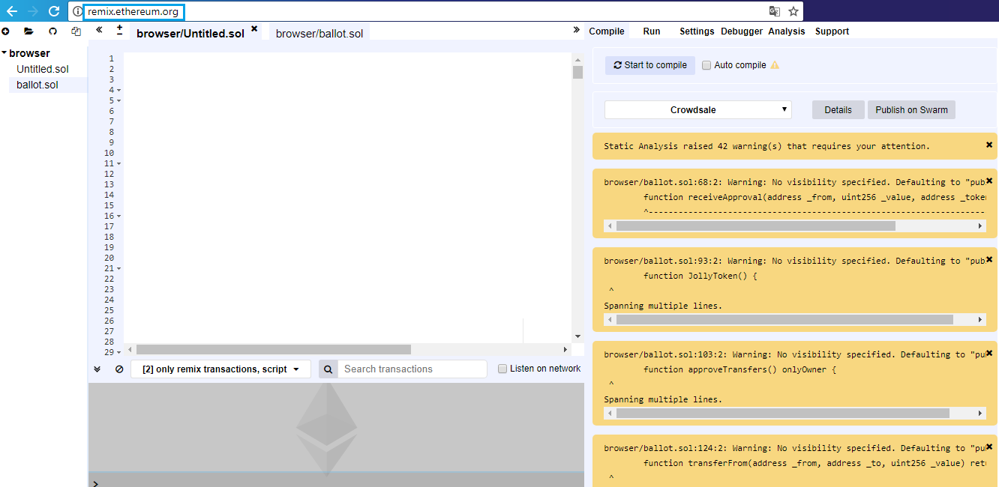 remix.ethereum.org
browser/Untitled.sol
browser/ballot.sol
Compile Run Settings Debugger Analysis Support
browser
Untitled.sol
ballot.sol
1
2
3
4
5
6
7
8
9
10
11
12
13
14
15
16
17
18
19
20
21
22
23
24
25
26
27
28
29
[2] only remix transactions, script
Search transactions
Listen on network
>
Start to compile
Auto compile
Crowdsale
Details
Publish on Swarm
Static Analysis raised 42 warning(s) that requires your attention.
browser/ballot.sol:68:2: Warning: No visibility specified. Defaulting to "pub
function receiveApproval(address _from, uint256 _value, address _token
^--------------------------------------------------------------------
browser/ballot.sol:93:2: Warning: No visibility specified. Defaulting to "pub
function JollyToken() {
^
Spanning multiple lines.
browser/ballot.sol:103:2: Warning: No visibility specified. Defaulting to "pub
function approveTransfers() onlyOwner {
^
Spanning multiple lines.
browser/ballot.sol:124:2: Warning: No visibility specified. Defaulting to "pub
function transferFrom(address _from, address _to, uint256 _value) ret
^